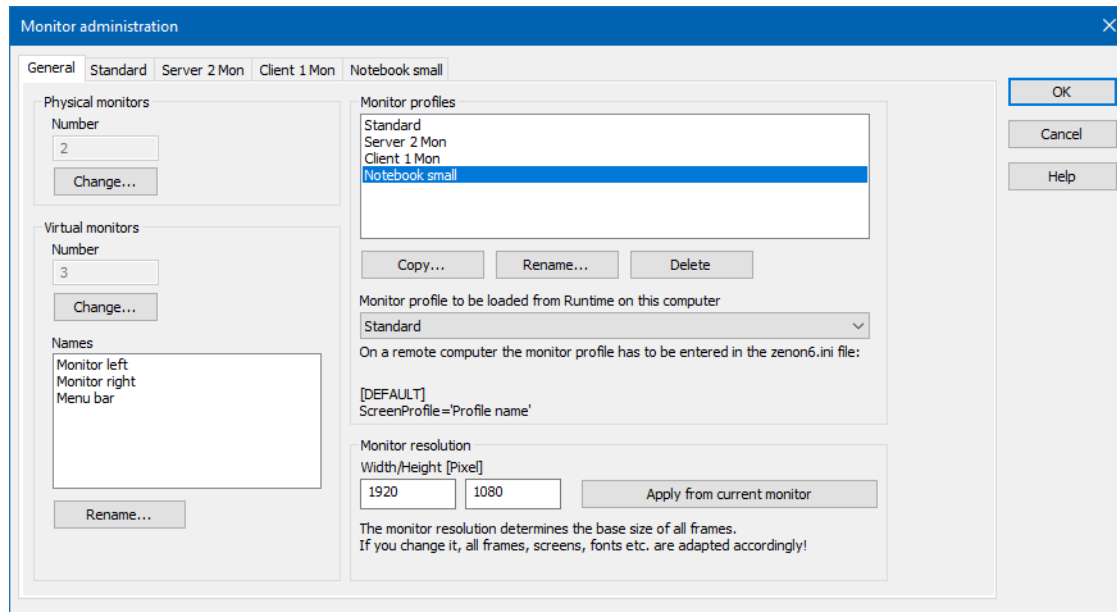 Monitor administration
General Standard Server 2 Mon Client 1 Mon Notebook small
Physical monitors
Number
2
Change...
Virtual monitors
Number
3
Change...
Names
Monitor left
Monitor right
Menu bar
Rename...
Monitor profiles
Standard
Server 2 Mon
Client 1 Mon
Notebook small
Copy... Rename... Delete
Monitor profile to be loaded from Runtime on this computer
Standard
On a remote computer the monitor profile has to be entered in the zenon6.ini file:
[DEFAULT]
ScreenProfile='Profile name'
Monitor resolution
Width/Height [Pixel]
1920 1080 Apply from current monitor
The monitor resolution determines the base size of all frames.
If you change it, all frames, screens, fonts etc. are adapted accordingly!
OK
Cancel
Help